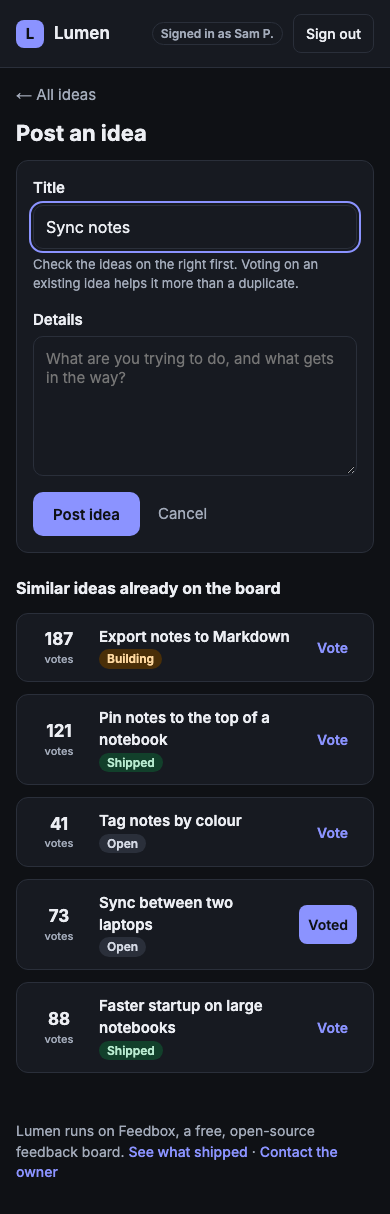 L Lumen Signed in as Sam P. Sign out
← All ideas
Post an idea
Title
Sync notes
Check the ideas on the right first. Voting on an
existing idea helps it more than a duplicate.
Details
What are you trying to do, and what gets
in the way?
Post idea Cancel
Similar ideas already on the board
187 votes
Export notes to Markdown
Building
Vote
121 votes
Pin notes to the top of a
notebook
Shipped
Vote
41 votes
Tag notes by colour
Open
Vote
73 votes
Sync between two
laptops
Open
Voted
88 votes
Faster startup on large
notebooks
Shipped
Vote
Lumen runs on Feedbox, a free, open-source
feedback board. See what shipped · Contact the
owner